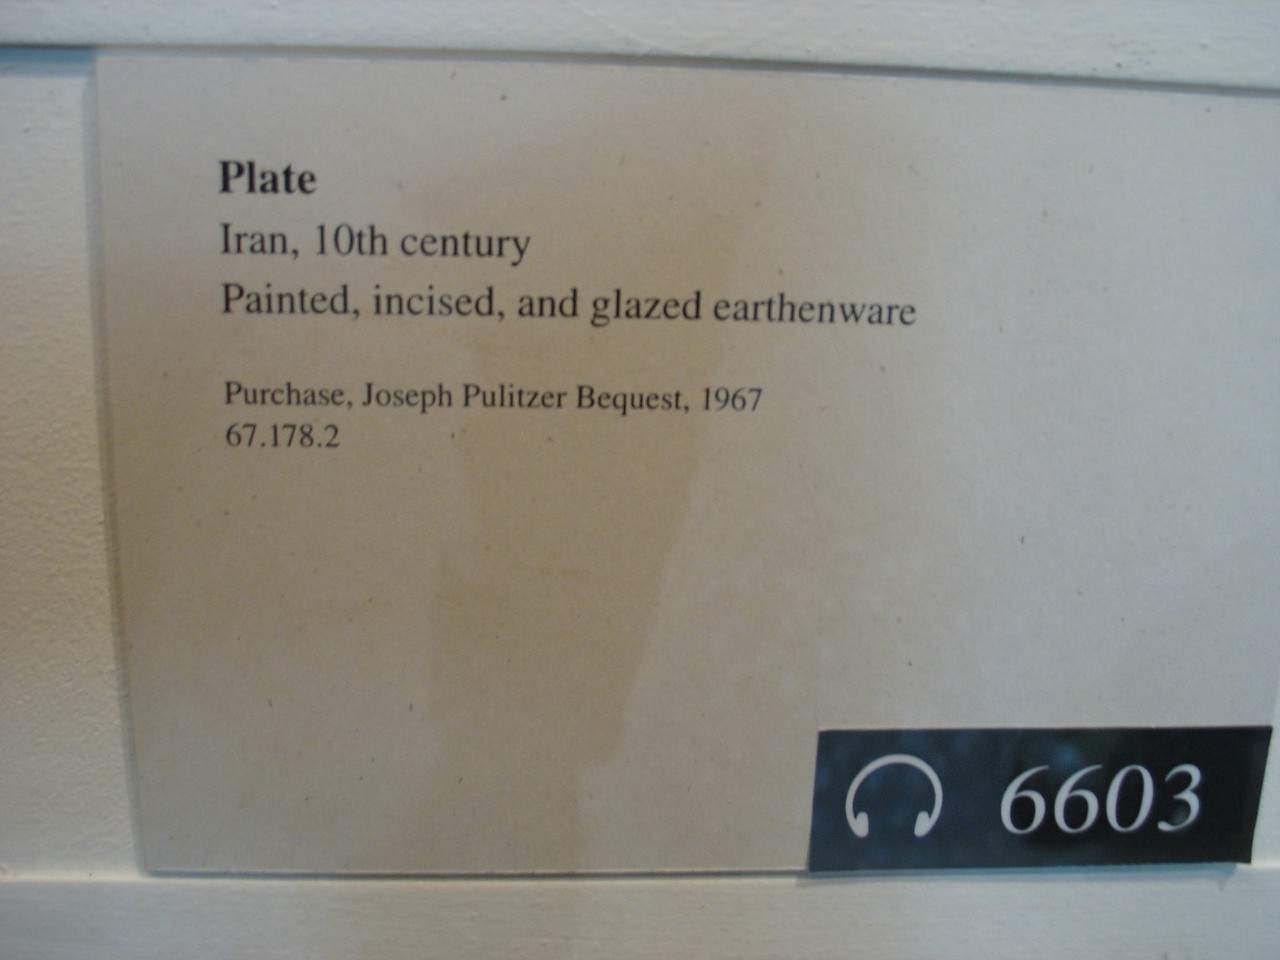 Plate
Iran, 10th century
Painted, incised, and glazed earthenware
Purchase, Joseph Pulitzer Bequest, 1967
67.178.2
6603